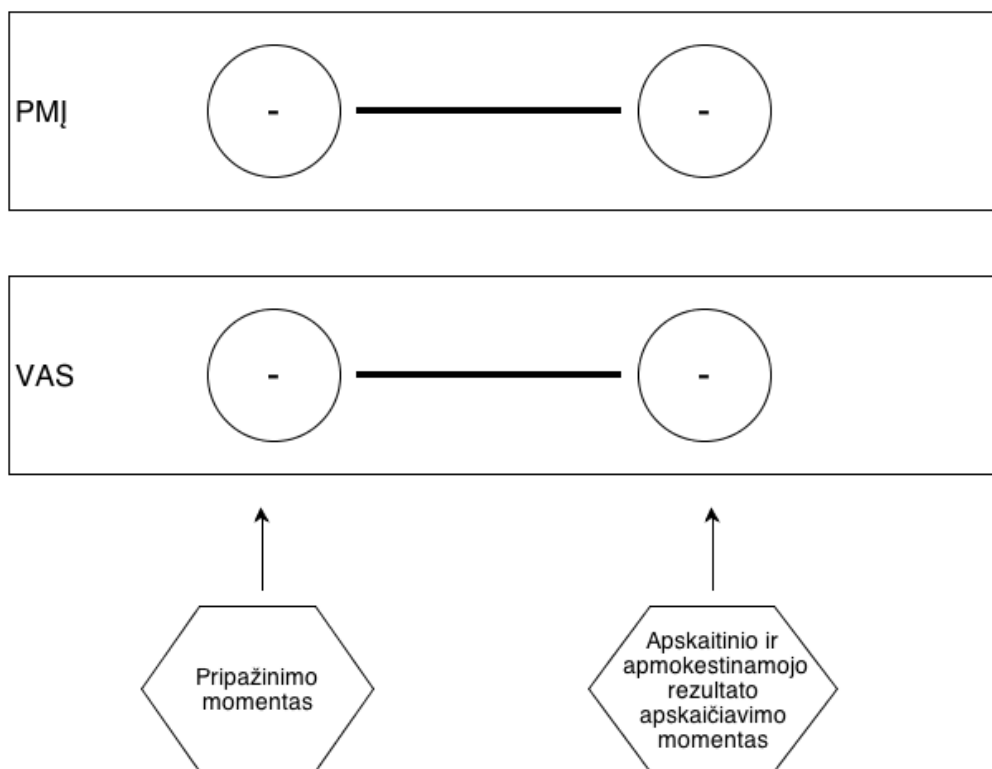 PMĮ
-
-
VAS
-
-
Pripažinimo
momentas
Apskaitinio ir
apmokestinamojo
rezultato
apskaičiavimo
momentas